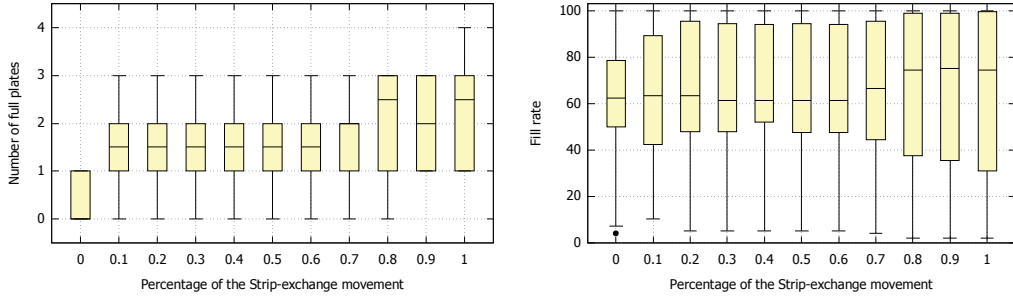 Number of full plates
4
3
2
1
0
0 0.1 0.2 0.3 0.4 0.5 0.6 0.7 0.8 0.9 1
Percentage of the Strip-exchange movement
Fill rate
100
80
60
40
20
0
0 0.1 0.2 0.3 0.4 0.5 0.6 0.7 0.8 0.9 1
Percentage of the Strip-exchange movement